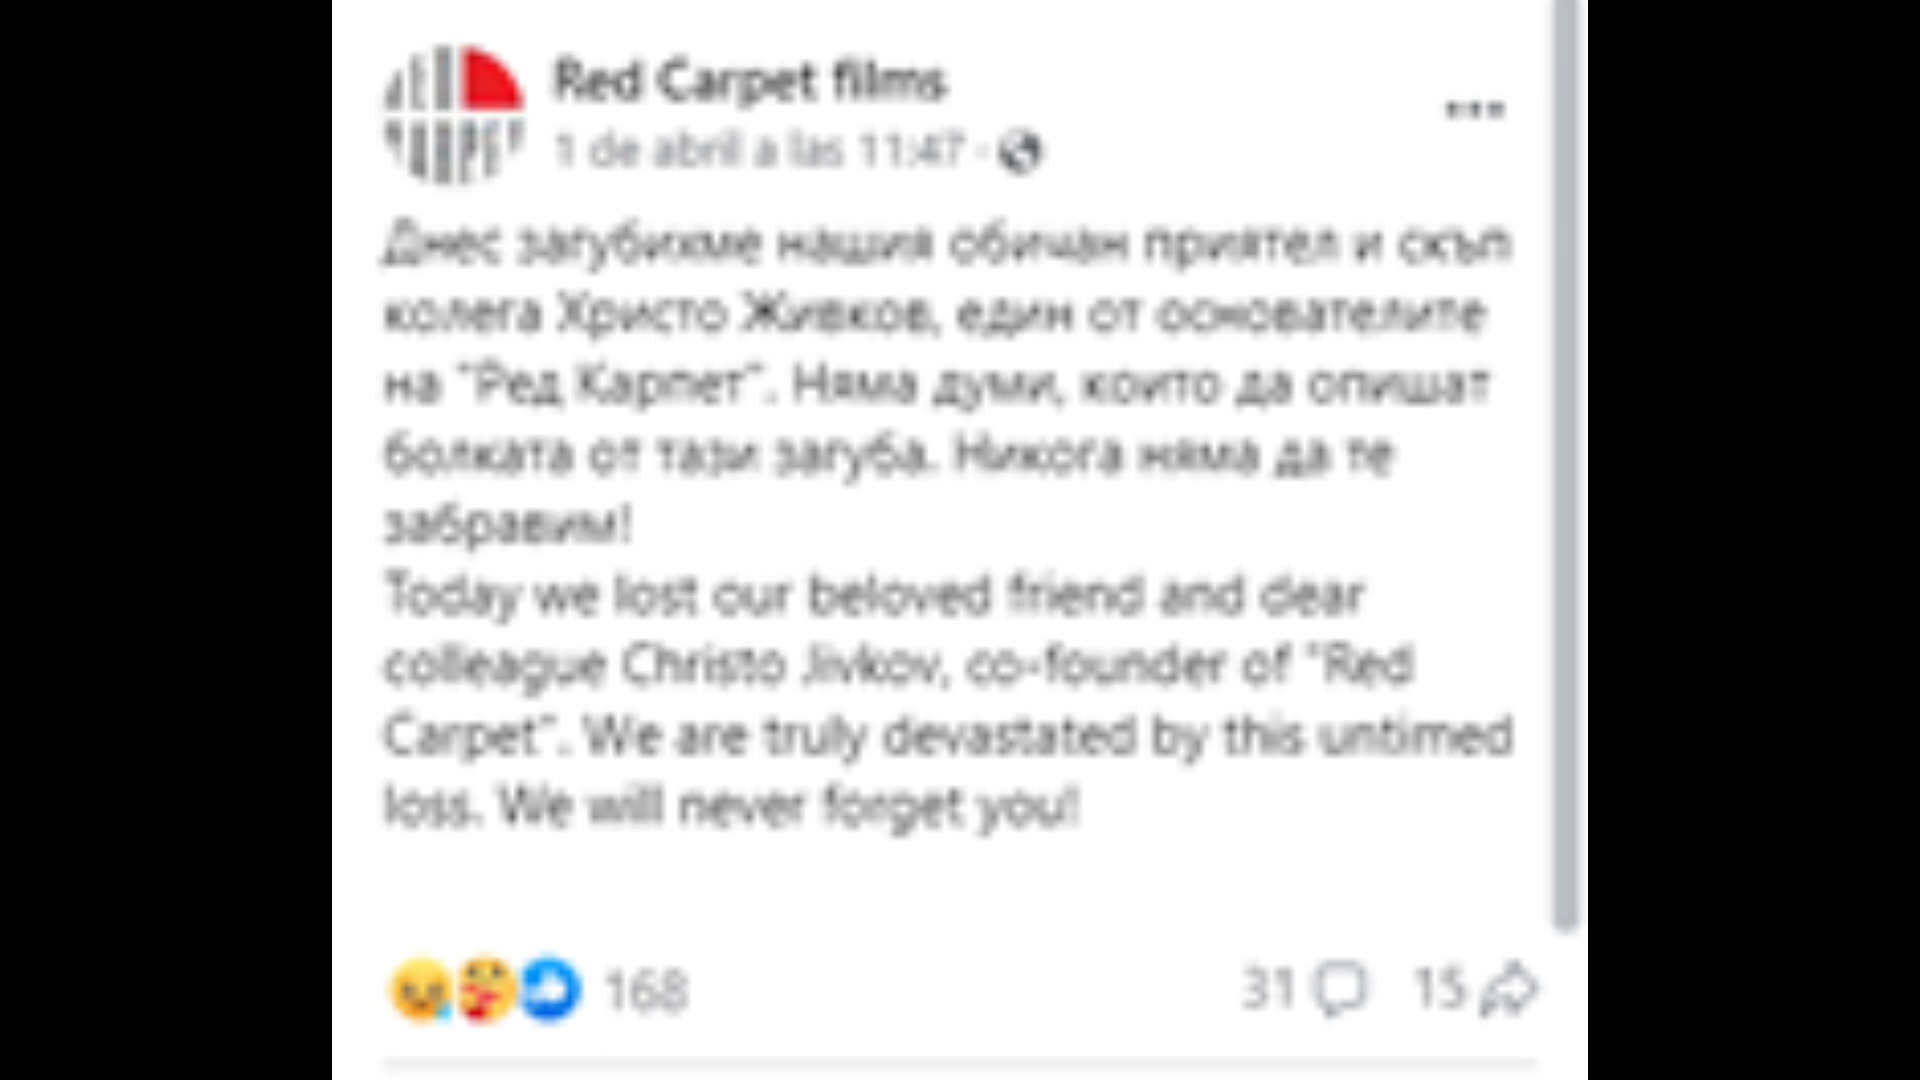 Red Carpet films
1 de abril a las 11:47 ·
Днес загубихме нашия обичан приятел и скъп
колега Христо Живков, един от основателите
на "Ред Карпет". Няма думи, които да опишат
болката от тази загуба. Никога няма да те
забравим!
Today we lost our beloved friend and dear
colleague Christo Jivkov, co-founder of "Red
Carpet". We are truly devastated by this untimed
loss. We will never forget you!
168 31 15